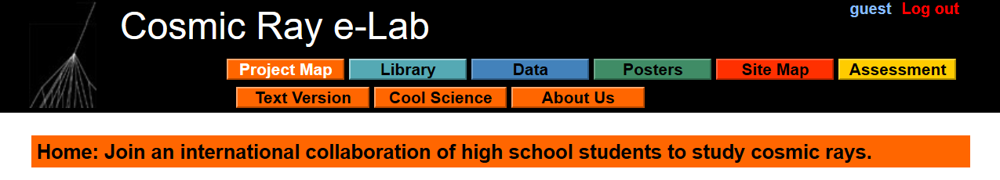 guest Log out
Cosmic Ray e-Lab
Project Map Library Data Posters Site Map Assessment
Text Version Cool Science About Us
Home: Join an international collaboration of high school students to study cosmic rays.